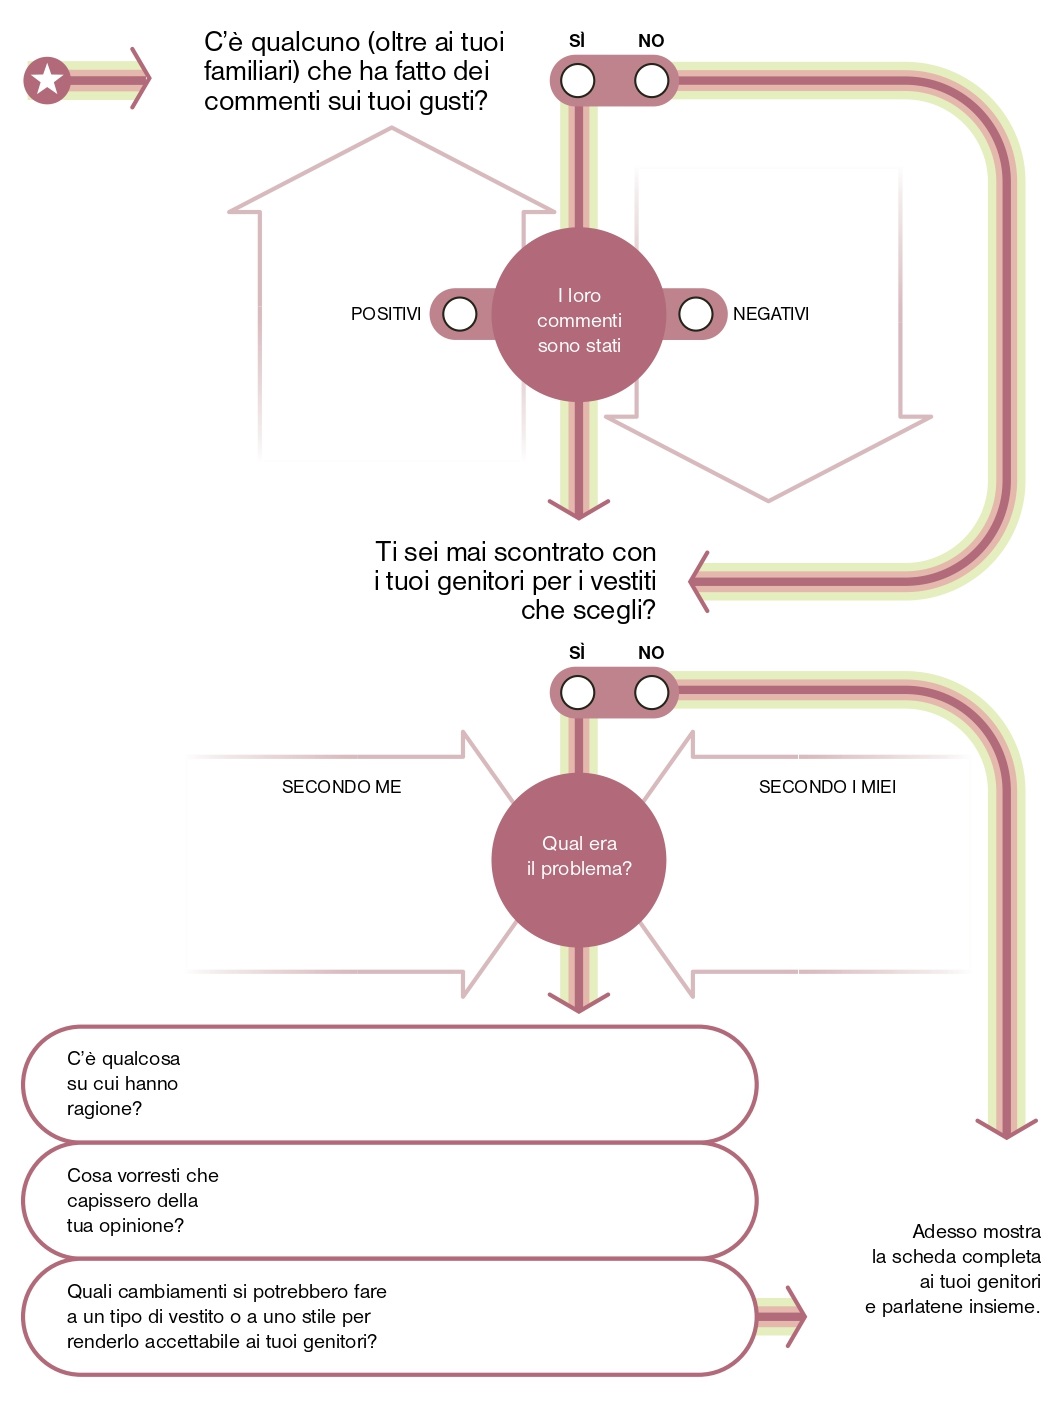 C'è qualcuno (oltre ai tuoi
familiari) che ha fatto dei
commenti sui tuoi gusti?
SÌ
NO
POSITIVI
I loro
commenti
sono stati
NEGATIVI
Ti sei mai scontrato con
i tuoi genitori per i vestiti
che scegli?
SÌ
NO
SECONDO ME
SECONDO I MIEI
Qual era
il problema?
C'è qualcosa
su cui hanno
ragione?
Cosa vorresti che
capissero della
tua opinione?
Quali cambiamenti si potrebbero fare
a un tipo di vestito o a uno stile per
renderlo accettabile ai tuoi genitori?
Adesso mostra
la scheda completa
ai tuoi genitori
e parlatene insieme.